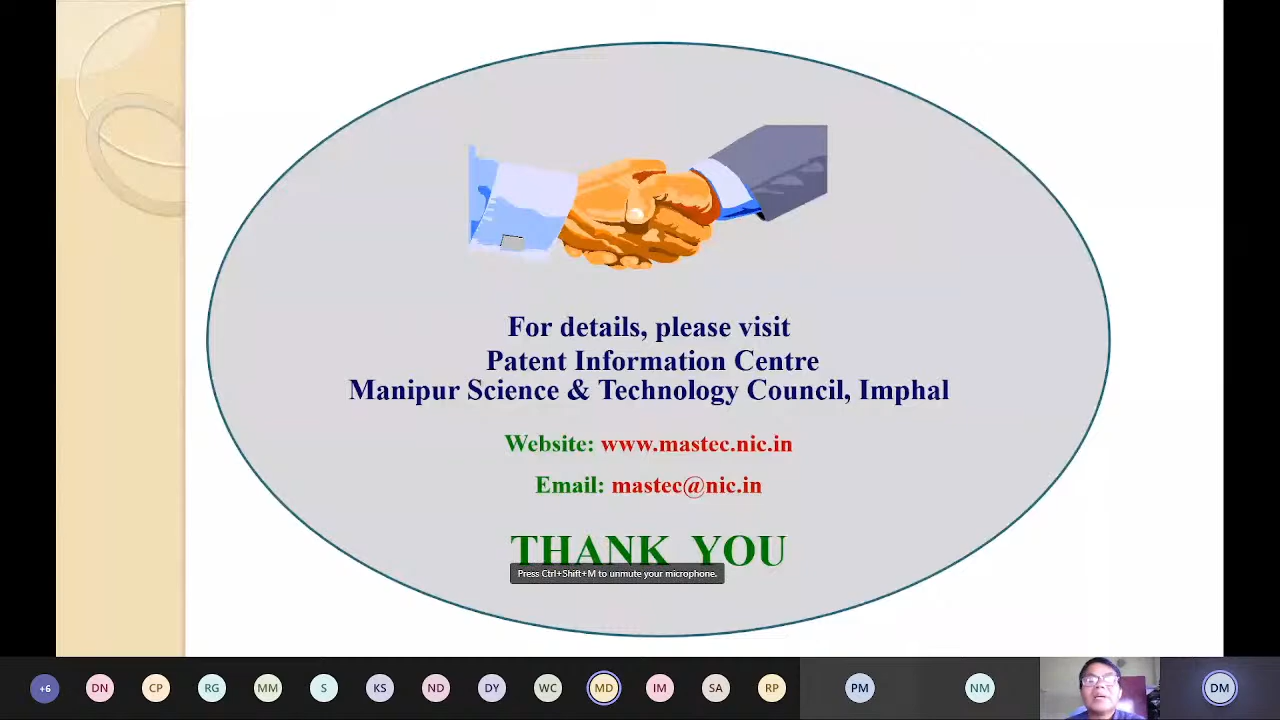 For details, please visit
Patent Information Centre
Manipur Science & Technology Council, Imphal
Website: www.mastec.nic.in
Email: mastec@nic.in
THANK YOU
Press Ctrl+Shift+M to unmute your microphone.
+6 DN CP RG MM S KS ND DY WC MD IM SA RP PM NM DM